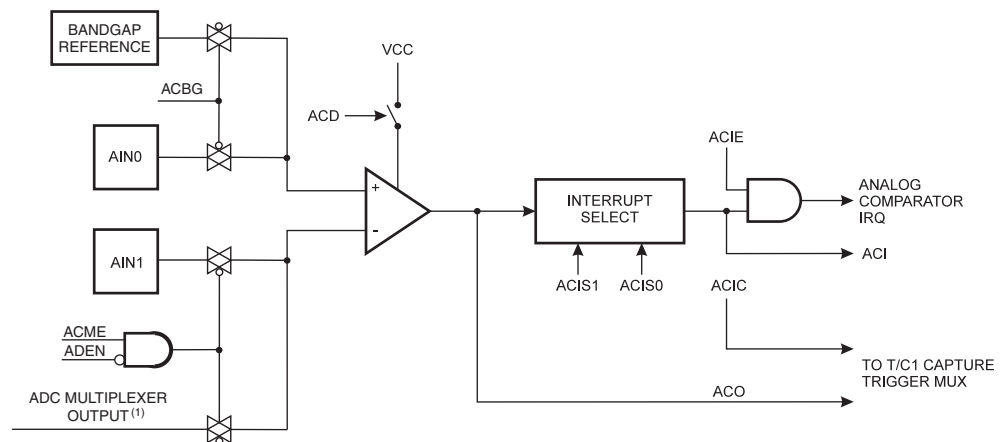 BANDGAP
REFERENCE
ACBG
AIN0
VCC
ACD
+
-
INTERRUPT
SELECT
ACIS1
ACIS0
ACIE
ANALOG
COMPARATOR
IRQ
ACI
ACIC
AIN1
ACME
ADEN
ADC MULTIPLEXER
OUTPUT (1)
ACO
TO T/C1 CAPTURE
TRIGGER MUX